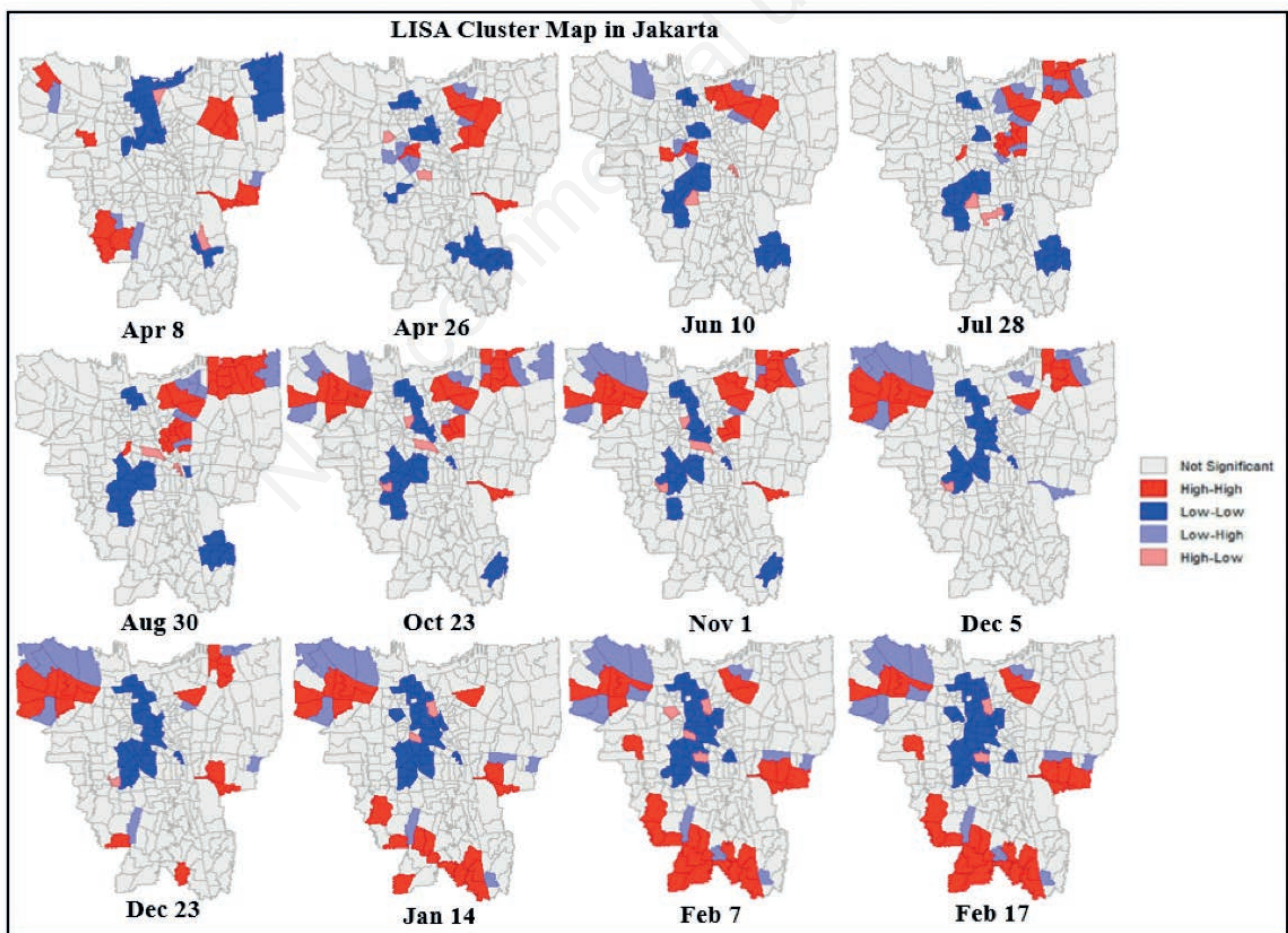 LISA Cluster Map in Jakarta
Apr 8
Apr 26
Jun 10
Jul 28
Aug 30
Oct 23
Nov 1
Dec 5
Not Significant
High-High
Low-Low
Low-High
High-Low
Dec 23
Jan 14
Feb 7
Feb 17